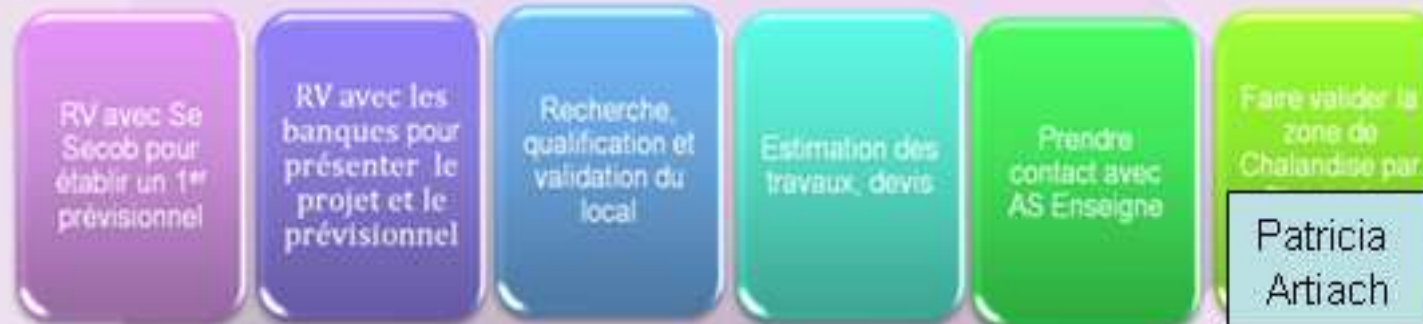 RV avec Se
Secob pour
établir un 1er
prévisionnel
RV avec les
banques pour
présenter le
projet et le
prévisionnel
Recherche,
qualification et
validation du
local
Estimation des
travaux, devis
Prendre
contact avec
AS Enseigne
Faire valider la
zone de
Chalandise par
Patricia
Artiach